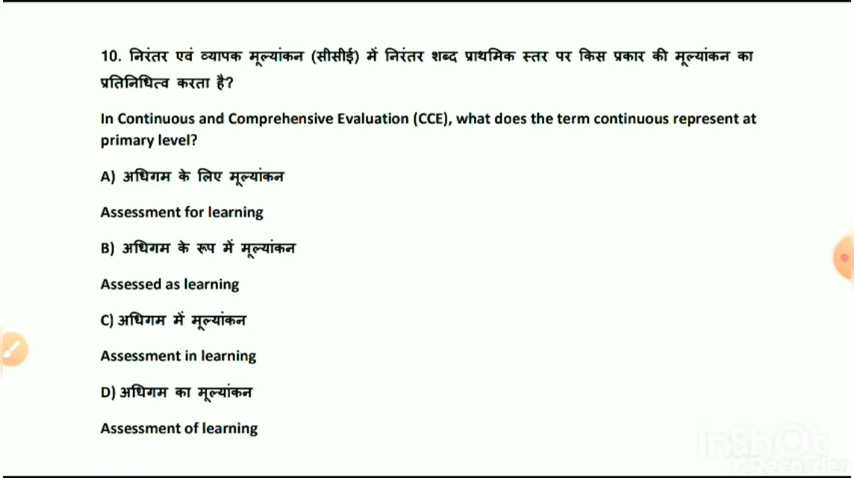 10. निरंतर एवं व्यापक मूल्यांकन (सीसीई) में निरंतर शब्द प्राथमिक स्तर पर किस प्रकार की मूल्यांकन का
प्रतिनिधित्व करता है?
In Continuous and Comprehensive Evaluation (CCE), what does the term continuous represent at
primary level?
A) अधिगम के लिए मूल्यांकन
Assessment for learning
B) अधिगम के रूप में मूल्यांकन
Assessed as learning
C) अधिगम में मूल्यांकन
Assessment in learning
D) अधिगम का मूल्यांकन
Assessment of learning
InShOt
XRecorder